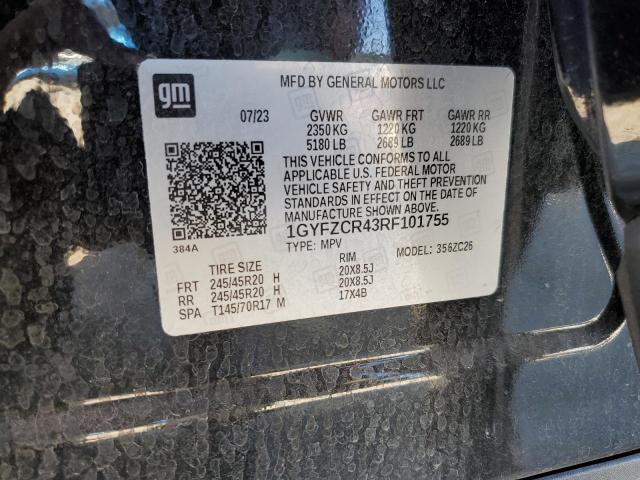 gm
MFD BY GENERAL MOTORS LLC
07/23 GVWR GAWR FRT GAWR RR
2350 KG 1220 KG 1220 KG
5180 LB 2689 LB 2689 LB
THIS VEHICLE CONFORMS TO ALL
APPLICABLE U.S. FEDERAL MOTOR
VEHICLE SAFETY AND THEFT PREVENTION
STANDARDS IN EFFECT ON THE DATE OF
MANUFACTURE SHOWN ABOVE.
1GYFZCR43RF101755
384A TYPE: MPV MODEL: 356ZC26
TIRE SIZE RIM
FRT 245/45R20 H 20X8.5J
RR 245/45R20 H 20X8.5J
SPA T145/70R17 M 17X4B